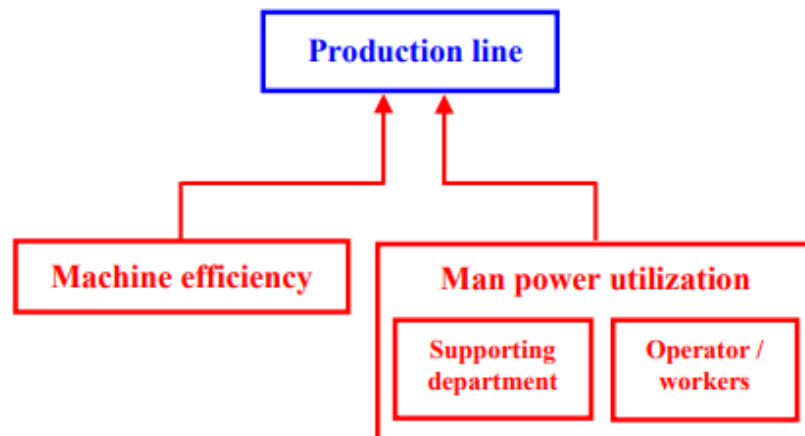 Production line
Machine efficiency
Man power utilization
Supporting
department
Operator /
workers